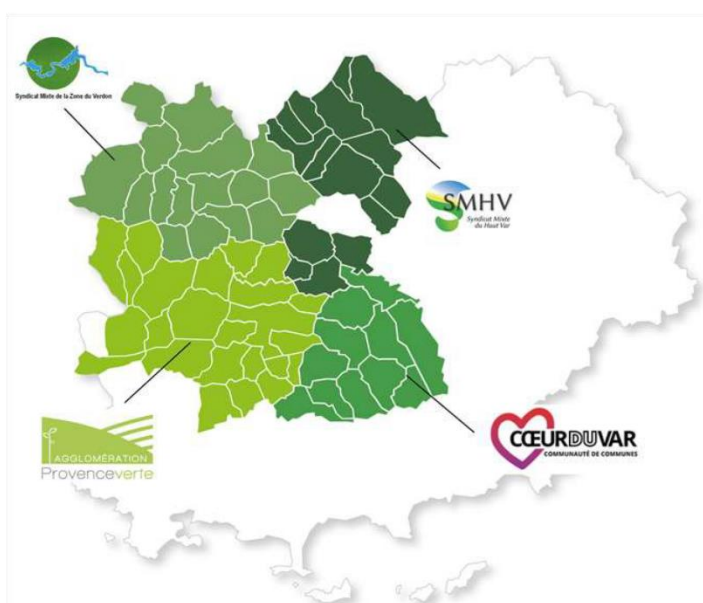 Syndicat Mixte de la Zone du Verdon
SMHV
Syndicat Mixte
du Haut Var
AGGLOMÉRATION
Provenceverte
CŒURDUVAR
COMMUNAUTÉ DE COMMUNES